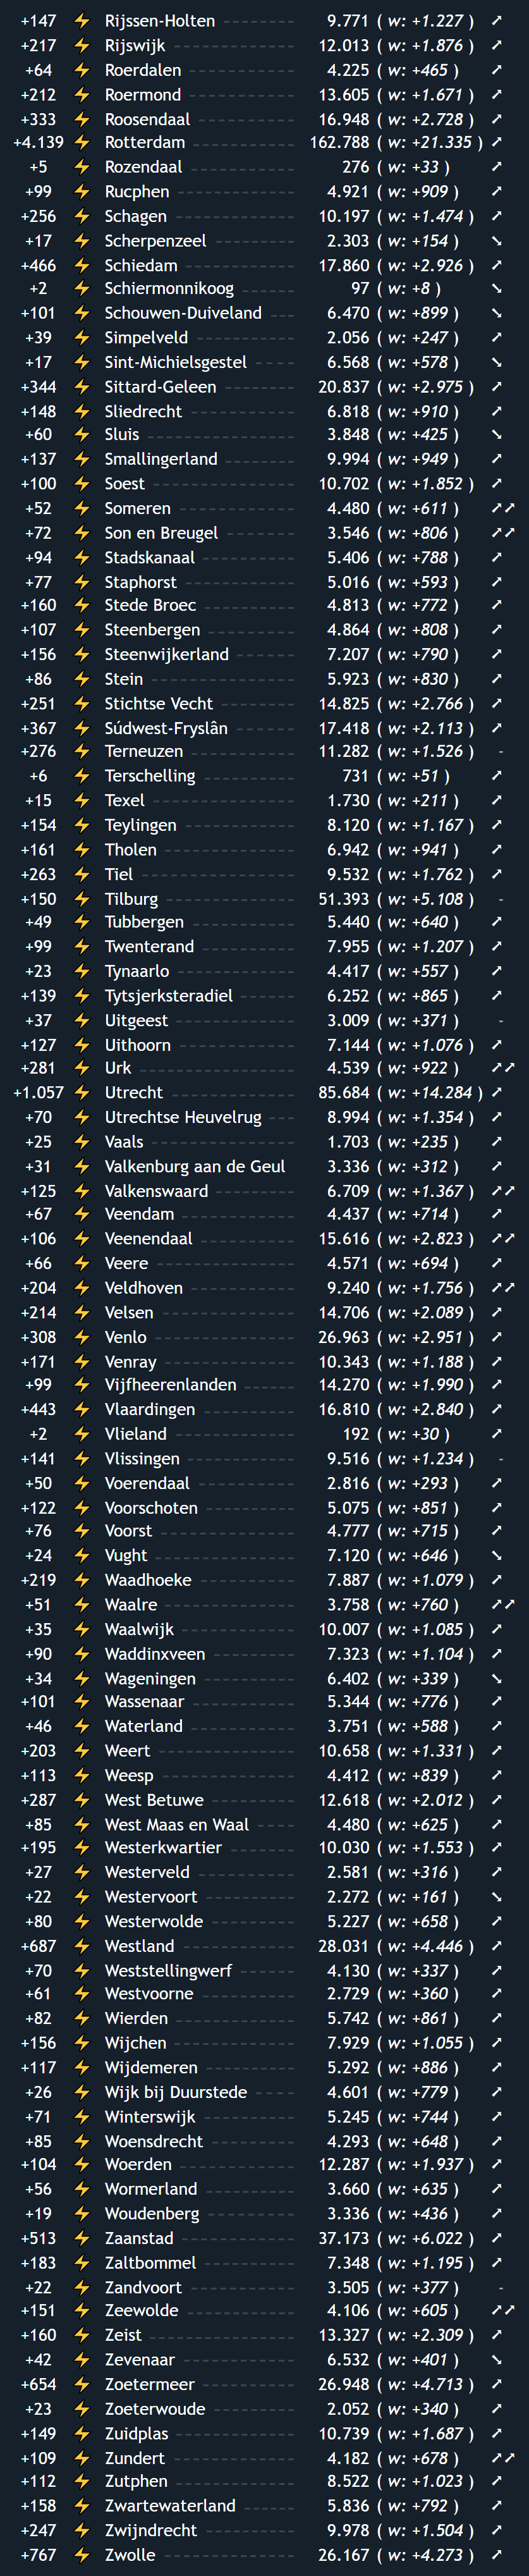 +147 ⚡ Rijssen-Holten ---------- 9.771 ( w: +1.227 ) ➚
+217 ⚡ Rijswijk ---------- 12.013 ( w: +1.876 ) ➚
+64 ⚡ Roerdalen ---------- 4.225 ( w: +465 ) ➚
+212 ⚡ Roermond ---------- 13.605 ( w: +1.671 ) ➚
+333 ⚡ Roosendaal ---------- 16.948 ( w: +2.728 ) ➚
+4.139 ⚡ Rotterdam ---------- 162.788 ( w: +21.335 ) ➚
+5 ⚡ Rozendaal ---------- 276 ( w: +33 ) ➚
+99 ⚡ Rucphen ---------- 4.921 ( w: +909 ) ➚
+256 ⚡ Schagen ---------- 10.197 ( w: +1.474 ) ➚
+17 ⚡ Scherpenzeel ---------- 2.303 ( w: +154 ) ➘
+466 ⚡ Schiedam ---------- 17.860 ( w: +2.926 ) ➚
+2 ⚡ Schiermonnikoog ------ 97 ( w: +8 ) ➘
+101 ⚡ Schouwen-Duiveland ---- 6.470 ( w: +899 ) ➘
+39 ⚡ Simpelveld ---------- 2.056 ( w: +247 ) ➚
+17 ⚡ Sint-Michielsgestel ----- 6.568 ( w: +578 ) ➘
+344 ⚡ Sittard-Geleen ---------- 20.837 ( w: +2.975 ) ➚
+148 ⚡ Sliedrecht ---------- 6.818 ( w: +910 ) ➚
+60 ⚡ Sluis ---------- 3.848 ( w: +425 ) ➘
+137 ⚡ Smallingerland ---------- 9.994 ( w: +949 ) ➚
+100 ⚡ Soest ---------- 10.702 ( w: +1.852 ) ➚
+52 ⚡ Someren ---------- 4.480 ( w: +611 ) ➚➚
+72 ⚡ Son en Breugel ---------- 3.546 ( w: +806 ) ➚➚
+94 ⚡ Stadskanaal ---------- 5.406 ( w: +788 ) ➚
+77 ⚡ Staphorst ---------- 5.016 ( w: +593 ) ➚
+160 ⚡ Stede Broec ---------- 4.813 ( w: +772 ) ➚
+107 ⚡ Steenbergen ---------- 4.864 ( w: +808 ) ➚
+156 ⚡ Steenwijkerland ------- 7.207 ( w: +790 ) ➚
+86 ⚡ Stein ---------- 5.923 ( w: +830 ) ➚
+251 ⚡ Stichtse Vecht ---------- 14.825 ( w: +2.766 ) ➚
+367 ⚡ Súdwest-Fryslân ------- 17.418 ( w: +2.113 ) ➚
+276 ⚡ Terneuzen ---------- 11.282 ( w: +1.526 ) -
+6 ⚡ Terschelling ---------- 731 ( w: +51 ) ➚
+15 ⚡ Texel ---------- 1.730 ( w: +211 ) ➚
+154 ⚡ Teylingen ---------- 8.120 ( w: +1.167 ) ➚
+161 ⚡ Tholen ---------- 6.942 ( w: +941 ) ➚
+263 ⚡ Tiel ---------- 9.532 ( w: +1.762 ) ➚
+150 ⚡ Tilburg ---------- 51.393 ( w: +5.108 ) -
+49 ⚡ Tubbergen ---------- 5.440 ( w: +640 ) ➚
+99 ⚡ Twenterand ---------- 7.955 ( w: +1.207 ) ➚
+23 ⚡ Tynaarlo ---------- 4.417 ( w: +557 ) ➚
+139 ⚡ Tytsjerksteradiel ------- 6.252 ( w: +865 ) ➚
+37 ⚡ Uitgeest ---------- 3.009 ( w: +371 ) -
+127 ⚡ Uithoorn ---------- 7.144 ( w: +1.076 ) ➚
+281 ⚡ Urk ---------- 4.539 ( w: +922 ) ➚➚
+1.057 ⚡ Utrecht ---------- 85.684 ( w: +14.284 ) ➚
+70 ⚡ Utrechtse Heuvelrug ---- 8.994 ( w: +1.354 ) ➚
+25 ⚡ Vaals ---------- 1.703 ( w: +235 ) ➚
+31 ⚡ Valkenburg aan de Geul 3.336 ( w: +312 ) ➚
+125 ⚡ Valkenswaard ---------- 6.709 ( w: +1.367 ) ➚➚
+67 ⚡ Veendam ---------- 4.437 ( w: +714 ) ➚
+106 ⚡ Veenendaal ---------- 15.616 ( w: +2.823 ) ➚➚
+66 ⚡ Veere ---------- 4.571 ( w: +694 ) ➚
+204 ⚡ Veldhoven ---------- 9.240 ( w: +1.756 ) ➚➚
+214 ⚡ Velsen ---------- 14.706 ( w: +2.089 ) ➚
+308 ⚡ Venlo ---------- 26.963 ( w: +2.951 ) ➚
+171 ⚡ Venray ---------- 10.343 ( w: +1.188 ) ➚
+99 ⚡ Vijfheerenlanden ------ 14.270 ( w: +1.990 ) ➚
+443 ⚡ Vlaardingen ---------- 16.810 ( w: +2.840 ) ➚
+2 ⚡ Vlieland ---------- 192 ( w: +30 ) ➚
+141 ⚡ Vlissingen ---------- 9.516 ( w: +1.234 ) -
+50 ⚡ Voerendaal ---------- 2.816 ( w: +293 ) ➚
+122 ⚡ Voorschoten ---------- 5.075 ( w: +851 ) ➚
+76 ⚡ Voorst ---------- 4.777 ( w: +715 ) ➚
+24 ⚡ Vught ---------- 7.120 ( w: +646 ) ➘
+219 ⚡ Waadhoeke ---------- 7.887 ( w: +1.079 ) ➚
+51 ⚡ Waalre ---------- 3.758 ( w: +760 ) ➚➚
+35 ⚡ Waalwijk ---------- 10.007 ( w: +1.085 ) ➚
+90 ⚡ Waddinxveen ---------- 7.323 ( w: +1.104 ) ➚
+34 ⚡ Wageningen ---------- 6.402 ( w: +339 ) ➘
+101 ⚡ Wassenaar ---------- 5.344 ( w: +776 ) ➚
+46 ⚡ Waterland ---------- 3.751 ( w: +588 ) ➚
+203 ⚡ Weert ---------- 10.658 ( w: +1.331 ) ➚
+113 ⚡ Weesp ---------- 4.412 ( w: +839 ) ➚
+287 ⚡ West Betuwe ---------- 12.618 ( w: +2.012 ) ➚
+85 ⚡ West Maas en Waal ----- 4.480 ( w: +625 ) ➚
+195 ⚡ Westerkwartier ---------- 10.030 ( w: +1.553 ) ➚
+27 ⚡ Westerveld ---------- 2.581 ( w: +316 ) ➚
+22 ⚡ Westervoort ---------- 2.272 ( w: +161 ) ➘
+80 ⚡ Westerwolde ---------- 5.227 ( w: +658 ) ➚
+687 ⚡ Westland ---------- 28.031 ( w: +4.446 ) ➚
+70 ⚡ Weststellingwerf ------- 4.130 ( w: +337 ) ➚
+61 ⚡ Westvoorne ---------- 2.729 ( w: +360 ) ➚
+82 ⚡ Wierden ---------- 5.742 ( w: +861 ) ➚
+156 ⚡ Wijchen ---------- 7.929 ( w: +1.055 ) ➚
+117 ⚡ Wijdemeren ---------- 5.292 ( w: +886 ) ➚
+26 ⚡ Wijk bij Duurstede ---- 4.601 ( w: +779 ) ➚
+71 ⚡ Winterswijk ---------- 5.245 ( w: +744 ) ➚
+85 ⚡ Woensdrecht ---------- 4.293 ( w: +648 ) ➚
+104 ⚡ Woerden ---------- 12.287 ( w: +1.937 ) ➚
+56 ⚡ Wormerland ---------- 3.660 ( w: +635 ) ➚
+19 ⚡ Woudenberg ---------- 3.336 ( w: +436 ) ➚
+513 ⚡ Zaanstad ---------- 37.173 ( w: +6.022 ) ➚
+183 ⚡ Zaltbommel ---------- 7.348 ( w: +1.195 ) ➚
+22 ⚡ Zandvoort ---------- 3.505 ( w: +377 ) -
+151 ⚡ Zeewolde ---------- 4.106 ( w: +605 ) ➚➚
+160 ⚡ Zeist ---------- 13.327 ( w: +2.309 ) ➚
+42 ⚡ Zevenaar ---------- 6.532 ( w: +401 ) ➘
+654 ⚡ Zoetermeer ---------- 26.948 ( w: +4.713 ) ➚
+23 ⚡ Zoeterwoude ---------- 2.052 ( w: +340 ) ➚
+149 ⚡ Zuidplas ---------- 10.739 ( w: +1.687 ) ➚
+109 ⚡ Zundert ---------- 4.182 ( w: +678 ) ➚➚
+112 ⚡ Zutphen ---------- 8.522 ( w: +1.023 ) ➚
+158 ⚡ Zwartewaterland ------ 5.836 ( w: +792 ) ➚
+247 ⚡ Zwijndrecht ---------- 9.978 ( w: +1.504 ) ➚
+767 ⚡ Zwolle ---------- 26.167 ( w: +4.273 ) ➚